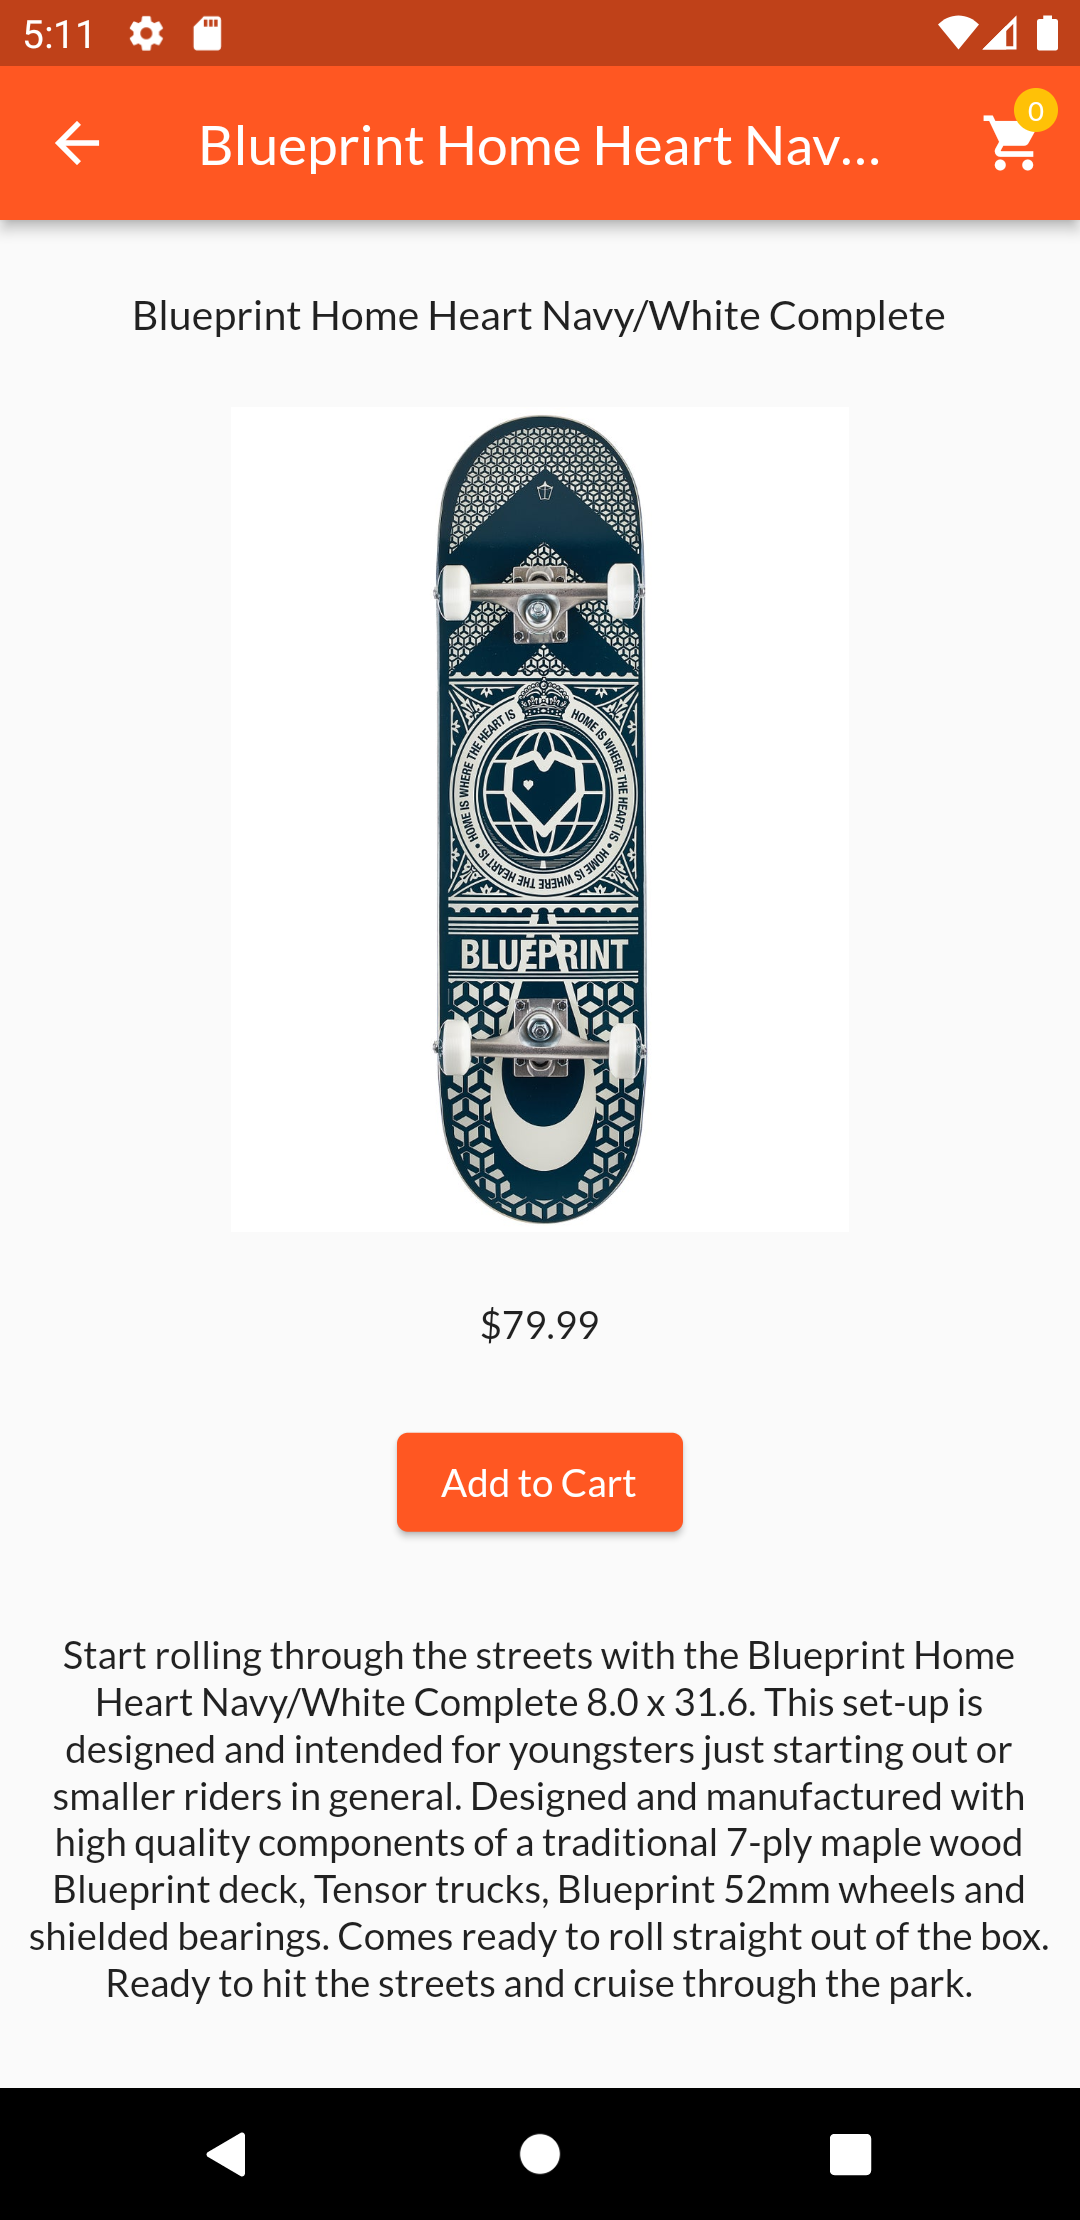 5:11
Blueprint Home Heart Nav...
0
Blueprint Home Heart Navy/White Complete
HOME IS WHERE THE HEART IS • HOME IS WHERE THE HEART IS • HOME IS WHERE THE HEART IS
BLUEPRINT
$79.99
Add to Cart
Start rolling through the streets with the Blueprint Home
Heart Navy/White Complete 8.0 x 31.6. This set-up is
designed and intended for youngsters just starting out or
smaller riders in general. Designed and manufactured with
high quality components of a traditional 7-ply maple wood
Blueprint deck, Tensor trucks, Blueprint 52mm wheels and
shielded bearings. Comes ready to roll straight out of the box.
Ready to hit the streets and cruise through the park.